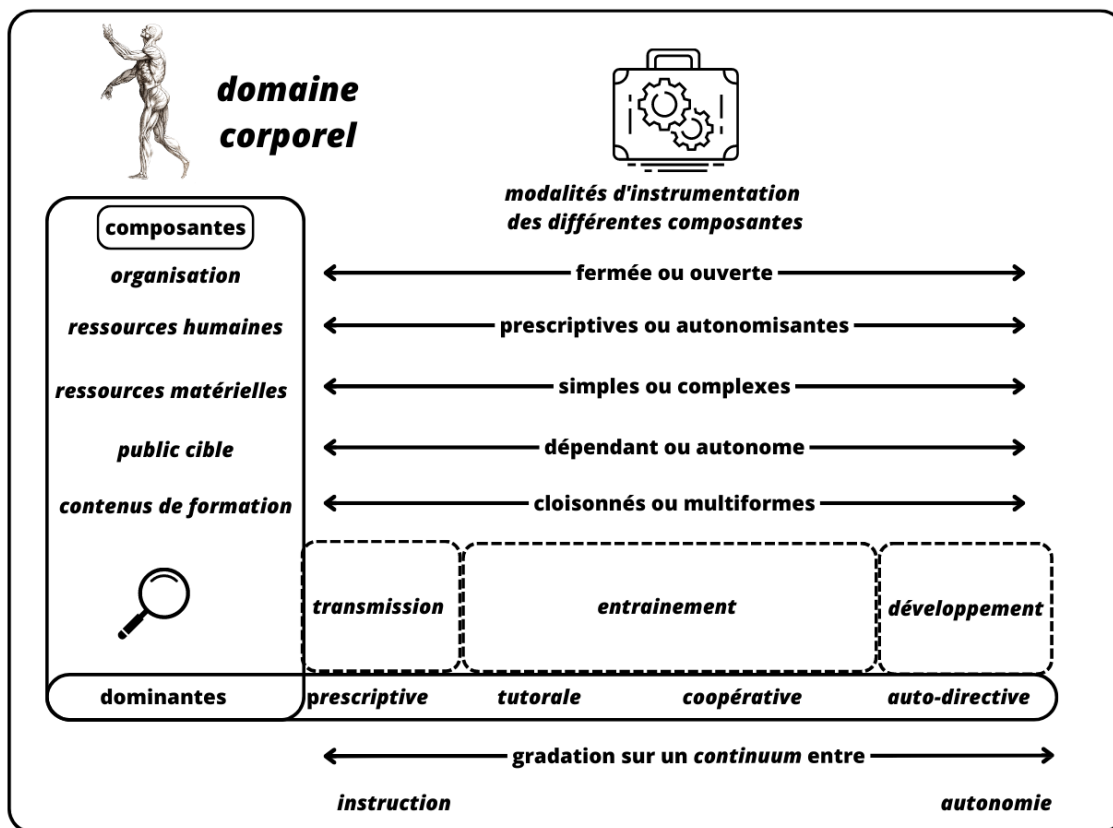 domaine
corporel
modalités d'instrumentation
des différentes composantes
composantes
organisation
fermée ou ouverte
ressources humaines
prescriptives ou autonomisantes
ressources matérielles
simples ou complexes
public cible
dépendant ou autonome
contenus de formation
cloisonnés ou multiformes
transmission
entrainement
développement
dominantes
prescriptive
tutorale
coopérative
auto-directive
gradation sur un continuum entre
instruction
autonomie